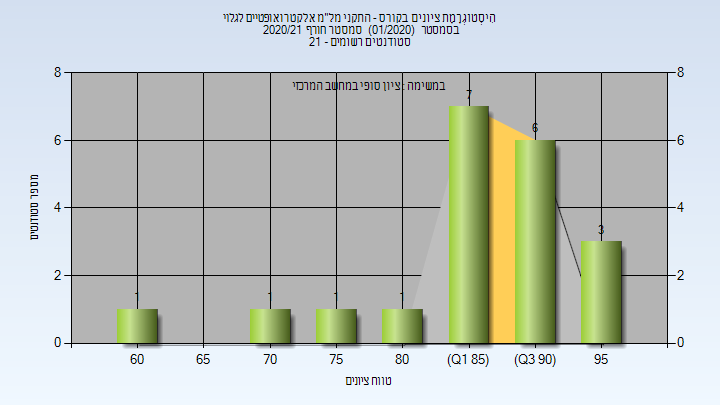 הִיסְטוֹגְרָמַת ציונים בקורס - התקני מל"מ אלקטרואופטיים לגלוי
בסמסטר (01/2020) סמסטר חורף 2020/21
סטודנטים רשומים - 21
במשימה : ציון סופי במחשב המרכזי
מספר סטודנטים
8 8
6 6
4 4
2 2
0 0
1 1 1 1 7 6 3
60 65 70 75 80 (Q1 85) (Q3 90) 95
טווח ציונים